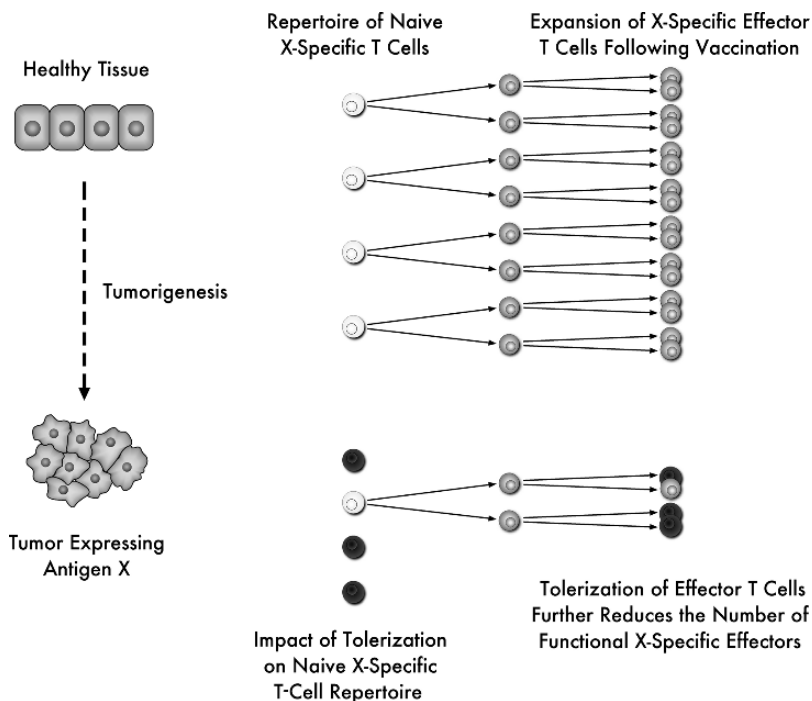 Repertoire of Naive
X-Specific T Cells
Expansion of X-Specific Effector
T Cells Following Vaccination
Healthy Tissue
Tumorigenesis
Tumor Expressing
Antigen X
Impact of Tolerization
on Naive X-Specific
T-Cell Repertoire
Tolerization of Effector T Cells
Further Reduces the Number of
Functional X-Specific Effectors